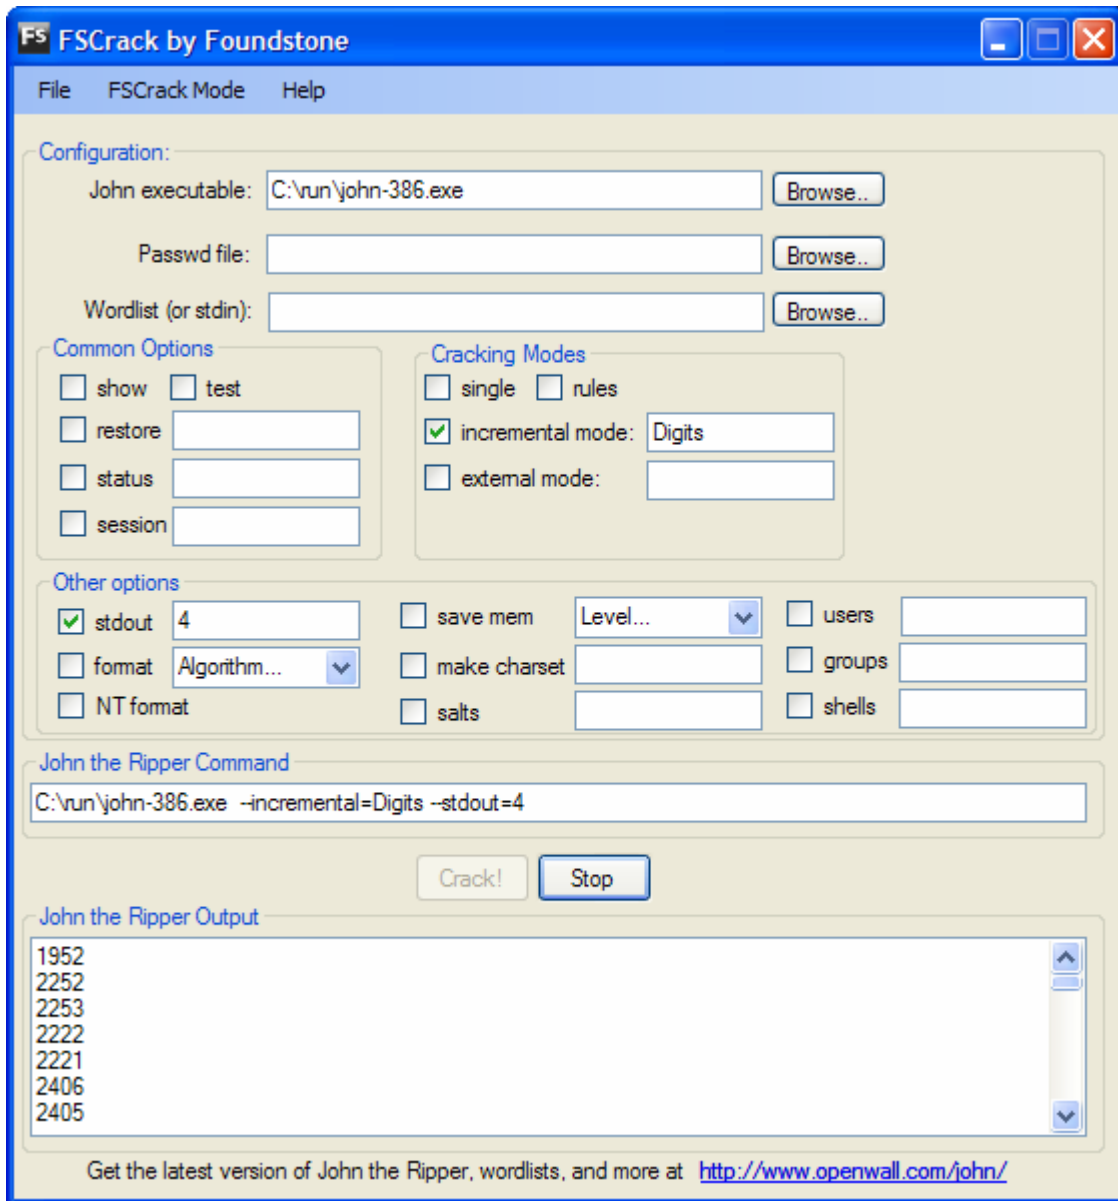 FS FSCrack by Foundstone
File FSCrack Mode Help
Configuration:
John executable: C:\run\john-386.exe Browse..
Passwd file: Browse..
Wordlist (or stdin): Browse..
Common Options
show test
restore
status
session
Cracking Modes
single rules
incremental mode: Digits
external mode:
Other options
stdout 4
format Algorithm...
NT format
save mem Level...
make charset
salts
users
groups
shells
John the Ripper Command
C:\run\john-386.exe --incremental=Digits --stdout=4
Crack! Stop
John the Ripper Output
1952
2252
2253
2222
2221
2406
2405
Get the latest version of John the Ripper, wordlists, and more at http://www.openwall.com/john/